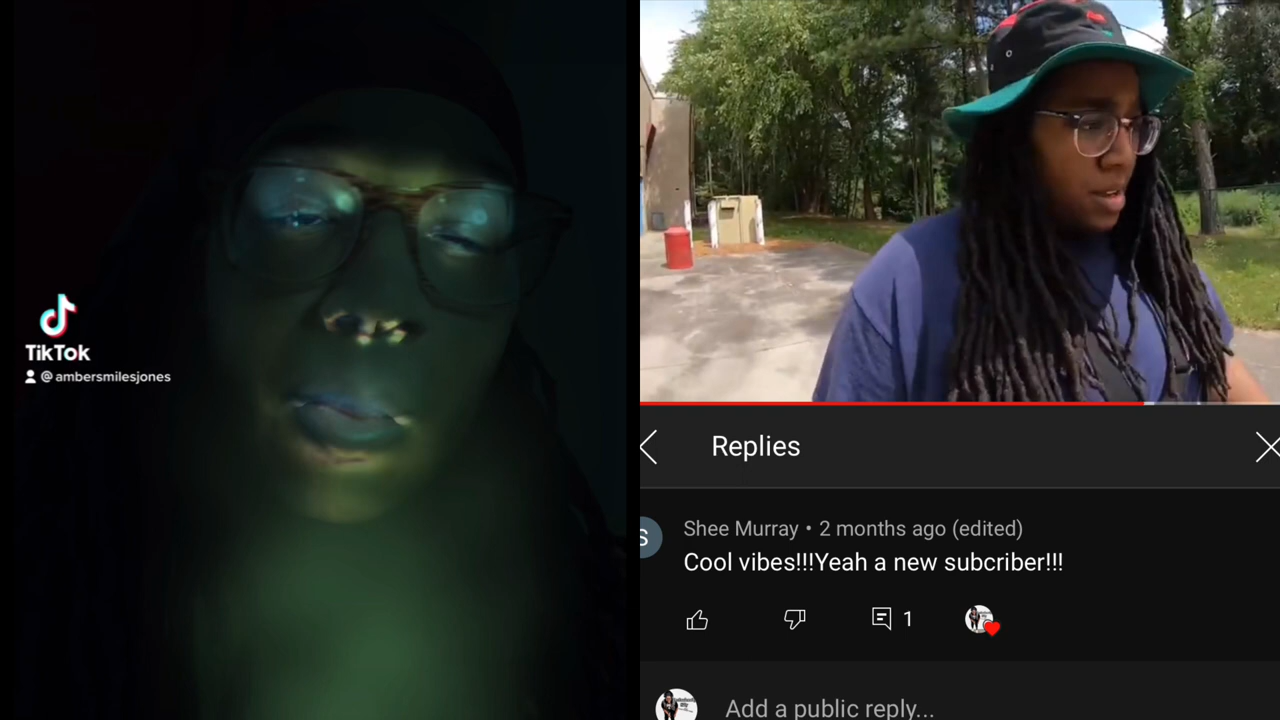 TikTok
@ambersmilesjones
Replies
S
Shee Murray • 2 months ago (edited)
Cool vibes!!!Yeah a new subcriber!!!
1
Add a public reply...